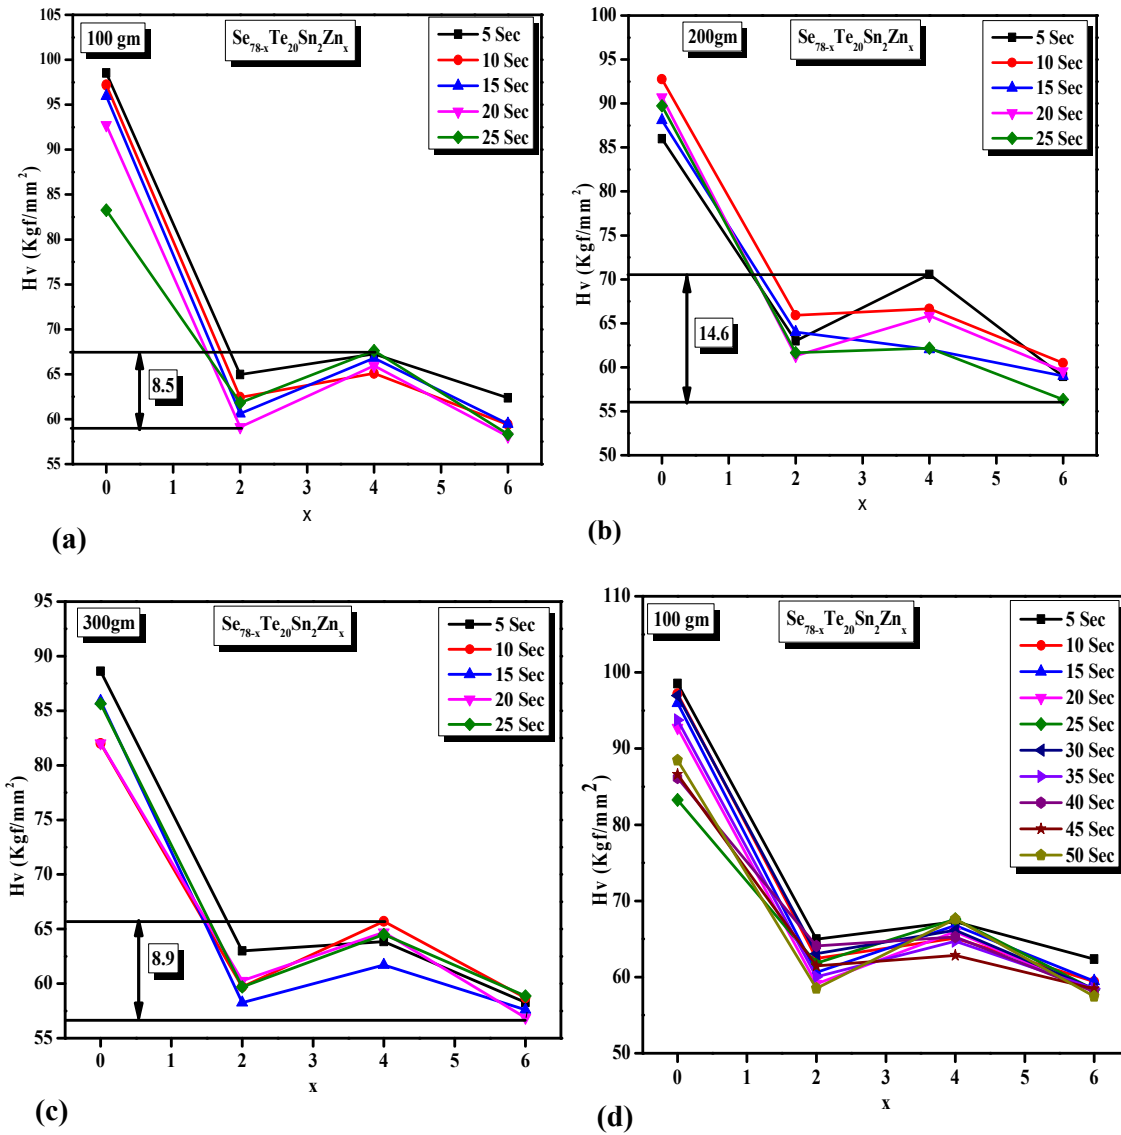 100 gm
Se78-xTe20Sn2Znx
5 Sec
10 Sec
15 Sec
20 Sec
25 Sec
105
100
95
90
85
80
75
70
65
60
55
Hv (Kgf/mm2)
8.5
0 1 2 3 4 5 6
x
(a)
200gm
Se78-xTe20Sn2Znx
5 Sec
10 Sec
15 Sec
20 Sec
25 Sec
100
95
90
85
80
75
70
65
60
55
50
Hv (Kgf/mm2)
14.6
0 1 2 3 4 5 6
x
(b)
300gm
Se78-xTe20Sn2Znx
5 Sec
10 Sec
15 Sec
20 Sec
25 Sec
95
90
85
80
75
70
65
60
55
Hv (Kgf/mm2)
8.9
0 1 2 3 4 5 6
x
(c)
100 gm
Se78-xTe20Sn2Znx
5 Sec
10 Sec
15 Sec
20 Sec
25 Sec
30 Sec
35 Sec
40 Sec
45 Sec
50 Sec
110
100
90
80
70
60
50
Hv (Kgf/mm2)
0 1 2 3 4 5 6
x
(d)